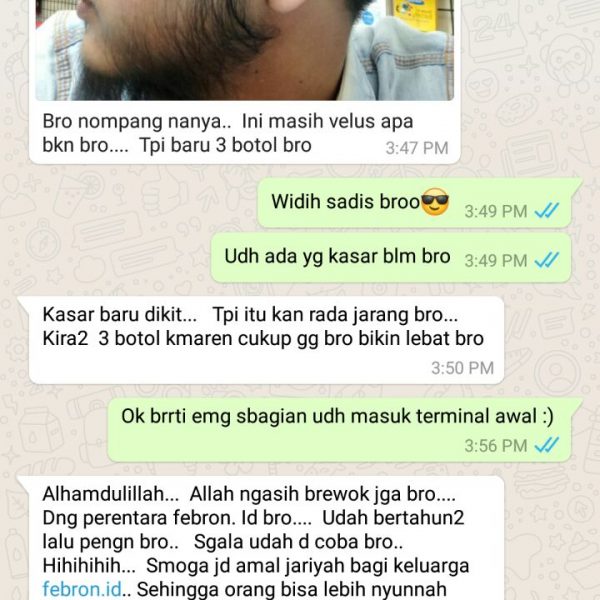 Bro nompang nanya.. Ini masih velus apa
bkn bro.... Tpi baru 3 botol bro
3:47 PM
Widih sadis broo😎
3:49 PM
Udh ada yg kasar blm bro
3:49 PM
Kasar baru dikit... Tpi itu kan rada jarang bro...
Kira2 3 botol kmaren cukup gg bro bikin lebat bro
3:50 PM
Ok brrti emg sbagian udh masuk terminal awal :)
3:56 PM
Alhamdulillah... Allah ngasih brewok jga bro....
Dng perentara febron. Id bro.... Udah bertahun2
lalu pengn bro.. Sgala udah d coba bro..
Hihihihih... Smoga jd amal jariyah bagi keluarga
febron.id.. Sehingga orang bisa lebih nyunnah